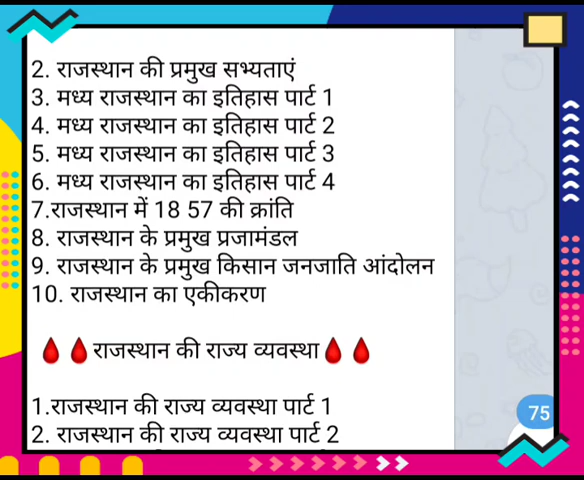 2. राजस्थान की प्रमुख सभ्यताएं
3. मध्य राजस्थान का इतिहास पार्ट 1
4. मध्य राजस्थान का इतिहास पार्ट 2
5. मध्य राजस्थान का इतिहास पार्ट 3
6. मध्य राजस्थान का इतिहास पार्ट 4
7.राजस्थान में 18 57 की क्रांति
8. राजस्थान के प्रमुख प्रजामंडल
9. राजस्थान के प्रमुख किसान जनजाति आंदोलन
10. राजस्थान का एकीकरण
🩸🩸राजस्थान की राज्य व्यवस्था🩸🩸
1.राजस्थान की राज्य व्यवस्था पार्ट 1
75
2. राजस्थान की राज्य व्यवस्था पार्ट 2